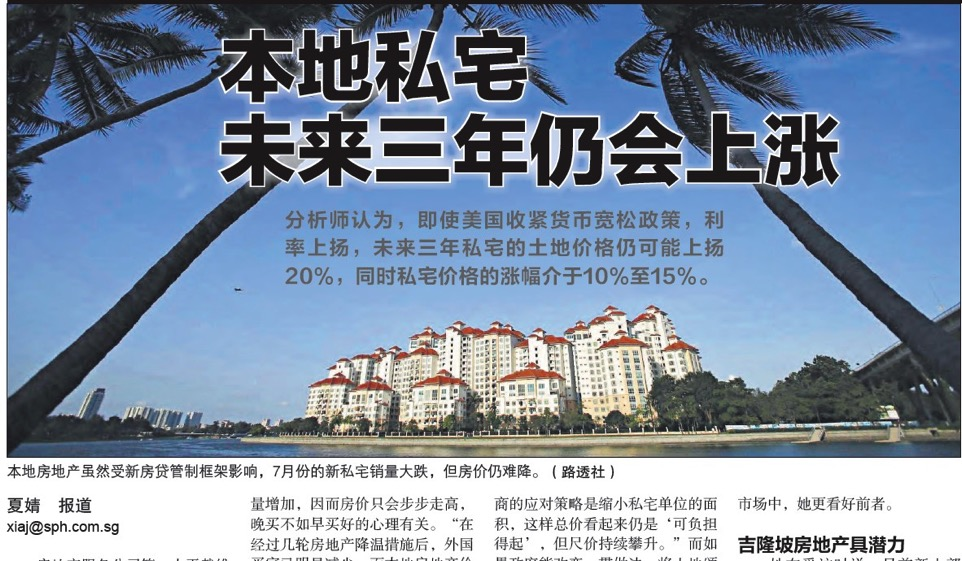 本地私宅
未来三年仍会上涨
分析师认为，即使美国收紧货币宽松政策，利
率上扬，未来三年私宅的土地价格仍可能上扬
20%，同时私宅价格的涨幅介于10%至15%。
本地房地产虽然受新房贷管制框架影响，7月份的新私宅销量大跌，但房价仍难降。（路透社）
夏婧　报道
xiaj@sph.com.sg
量增加，因而房价只会步步走高，
晚买不如早买好的心理有关。“在
经过几轮房地产降温措施后，外国
商的应对策略是缩小私宅单位的面
积，这样总价看起来仍是‘可负担
得起’，但尺价持续攀升。”而如
市场中，她更看好前者。
吉隆坡房地产具潜力